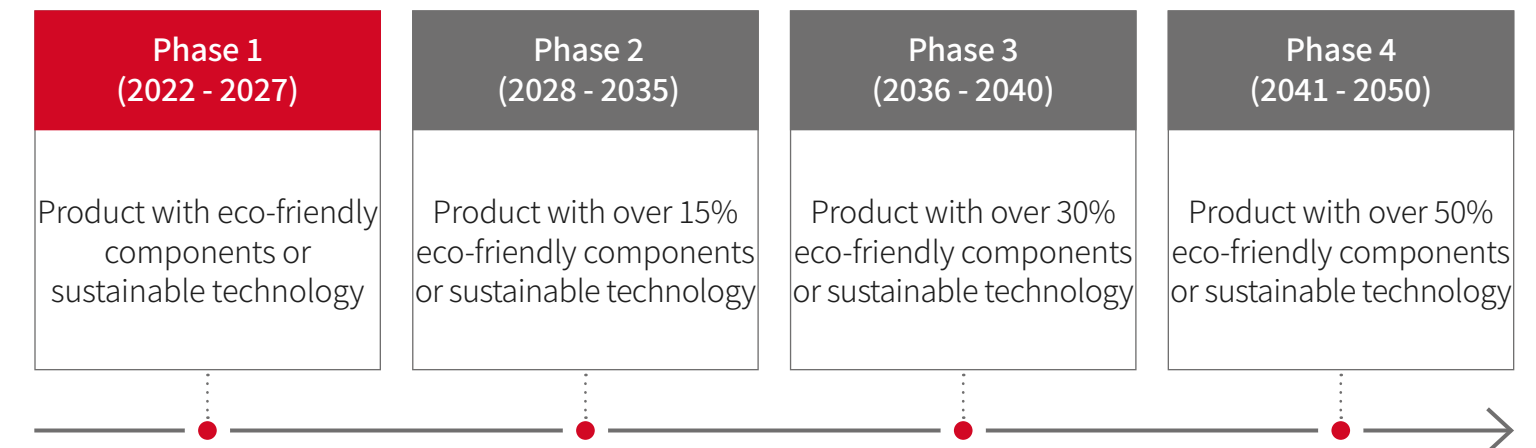 Phase 1
(2022 - 2027)
Product with eco-friendly
components or
sustainable technology
Phase 2
(2028 - 2035)
Product with over 15%
eco-friendly components
or sustainable technology
Phase 3
(2036 - 2040)
Product with over 30%
eco-friendly components
or sustainable technology
Phase 4
(2041 - 2050)
Product with over 50%
eco-friendly components
or sustainable technology